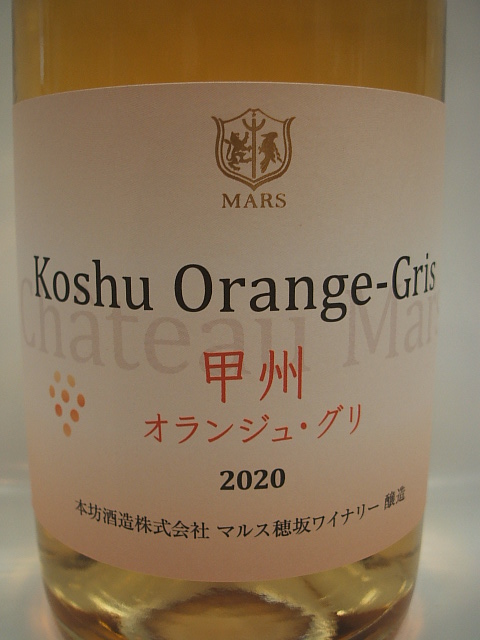 MARS
Koshu Orange-Gris
Chateau Mars
甲州
オランジュ・グリ
2020
本坊酒造株式会社 マルス穂坂ワイナリー 醸造